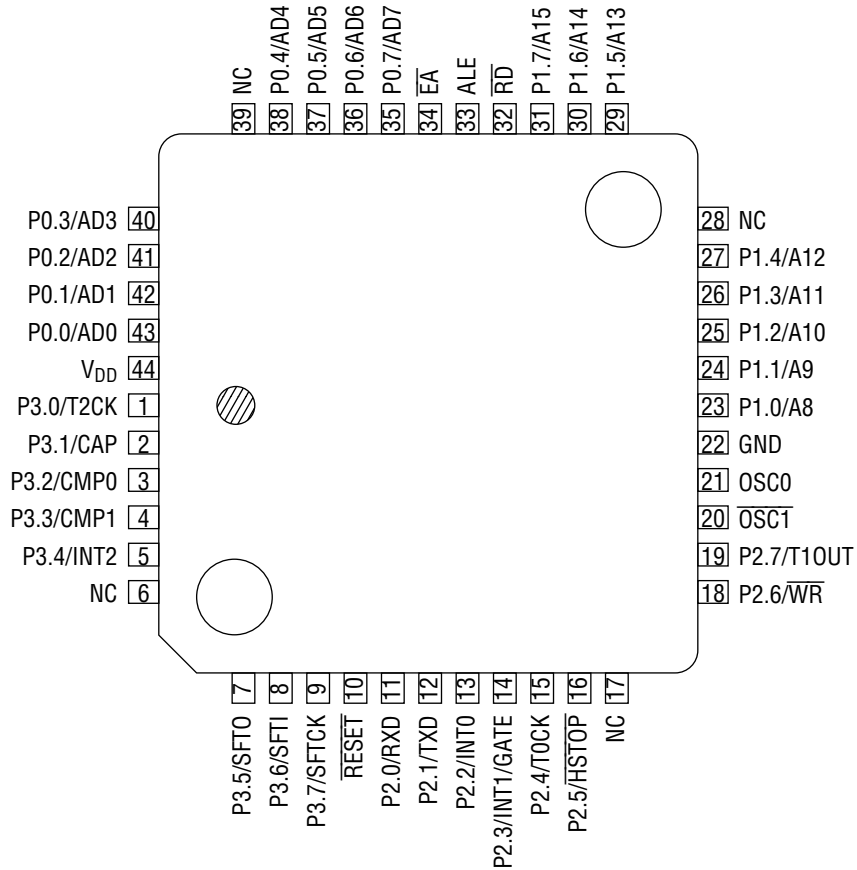 NC
P0.4/AD4
P0.5/AD5
P0.6/AD6
P0.7/AD7
E̅A̅
ALE
R̅D̅
P1.7/A15
P1.6/A14
P1.5/A13
39
38
37
36
35
34
33
32
31
30
29
P0.3/AD3 40
P0.2/AD2 41
P0.1/AD1 42
P0.0/AD0 43
VDD 44
P3.0/T2CK 1
P3.1/CAP 2
P3.2/CMP0 3
P3.3/CMP1 4
P3.4/INT2 5
NC 6
28 NC
27 P1.4/A12
26 P1.3/A11
25 P1.2/A10
24 P1.1/A9
23 P1.0/A8
22 GND
21 OSC0
20 O̅S̅C̅1̅
19 P2.7/T1OUT
18 P2.6/W̅R̅
7
8
9
10
11
12
13
14
15
16
17
P3.5/SFTO
P3.6/SFTI
P3.7/SFTCK
R̅E̅S̅E̅T̅
P2.0/RXD
P2.1/TXD
P2.2/INT0
P2.3/INT1/GATE
P2.4/T0CK
P2.5/H̅S̅T̅O̅P̅
NC